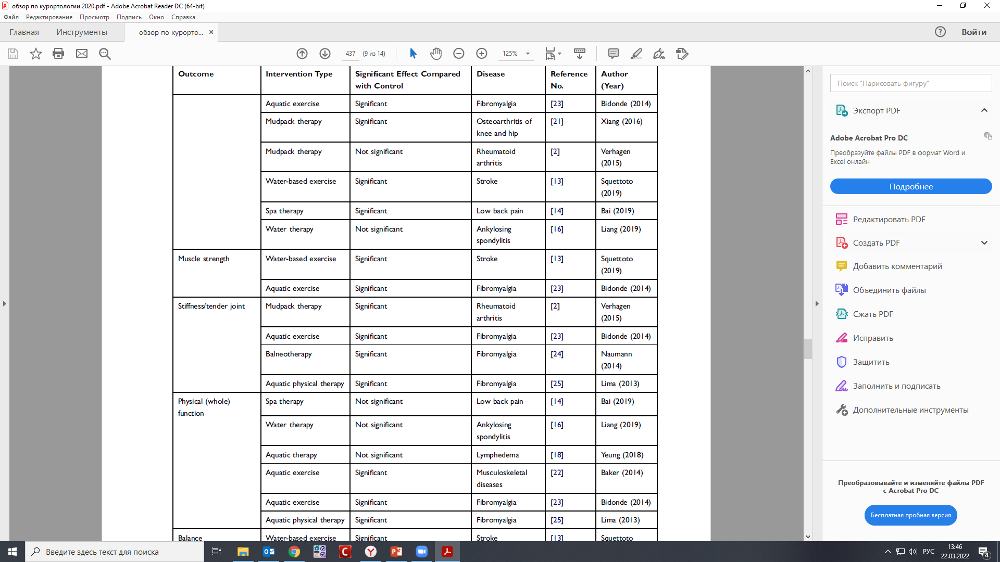 обзор по курортологии 2020.pdf - Adobe Acrobat Reader DC (64-bit)
Файл Редактирование Просмотр Подпись Окно Справка
Главная Инструменты обзор по курорто... × Войти
437 (9 из 14) 125%
Outcome Intervention Type Significant Effect Compared with Control Disease Reference No. Author (Year)
Aquatic exercise Significant Fibromyalgia [23] Bidonde (2014)
Mudpack therapy Significant Osteoarthritis of knee and hip [21] Xiang (2016)
Mudpack therapy Not significant Rheumatoid arthritis [2] Verhagen (2015)
Water-based exercise Significant Stroke [13] Squettoto (2019)
Spa therapy Significant Low back pain [14] Bai (2019)
Water therapy Not significant Ankylosing spondylitis [16] Liang (2019)
Muscle strength Water-based exercise Significant Stroke [13] Squettoto (2019)
Aquatic exercise Significant Fibromyalgia [23] Bidonde (2014)
Stiffness/tender joint Mudpack therapy Significant Rheumatoid arthritis [2] Verhagen (2015)
Aquatic exercise Significant Fibromyalgia [23] Bidonde (2014)
Balneotherapy Significant Fibromyalgia [24] Naumann (2014)
Aquatic physical therapy Significant Fibromyalgia [25] Lima (2013)
Physical (whole) function Spa therapy Not significant Low back pain [14] Bai (2019)
Water therapy Not significant Ankylosing spondylitis [16] Liang (2019)
Aquatic therapy Not significant Lymphedema [18] Yeung (2018)
Aquatic exercise Significant Musculoskeletal diseases [22] Baker (2014)
Aquatic exercise Significant Fibromyalgia [23] Bidonde (2014)
Aquatic physical therapy Significant Fibromyalgia [25] Lima (2013)
Balance Water-based exercise Significant Stroke [13] Squettoto
Поиск "Нарисовать фигуру"
Экспорт PDF
Adobe Acrobat Pro DC
Преобразуйте файлы PDF в формат Word и
Excel онлайн
Подробнее
Редактировать PDF
Создать PDF
Добавить комментарий
Объединить файлы
Сжать PDF
Исправить
Защитить
Заполнить и подписать
Дополнительные инструменты
Преобразовывайте и изменяйте файлы PDF
с Acrobat Pro DC
Бесплатная пробная версия
Введите здесь текст для поиска
РУС
13:46
22.03.2022
4